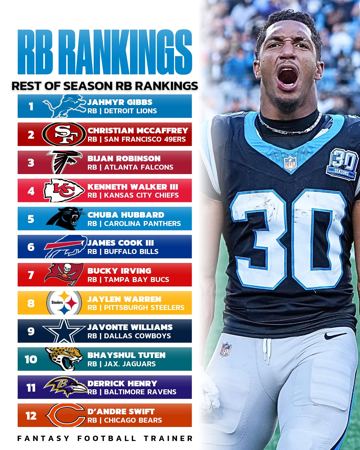 RB RANKINGS
REST OF SEASON RB RANKINGS
1 JAHMYR GIBBS
RB | DETROIT LIONS
2 CHRISTIAN MCCAFFREY
RB | SAN FRANCISCO 49ERS
3 BIJAN ROBINSON
RB | ATLANTA FALCONS
4 KENNETH WALKER III
RB | KANSAS CITY CHIEFS
5 CHUBA HUBBARD
RB | CAROLINA PANTHERS
6 JAMES COOK III
RB | BUFFALO BILLS
7 BUCKY IRVING
RB | TAMPA BAY BUCS
8 JAYLEN WARREN
RB | PITTSBURGH STEELERS
9 JAVONTE WILLIAMS
RB | DALLAS COWBOYS
10 BHAYSHUL TUTEN
RB | JAX. JAGUARS
11 DERRICK HENRY
RB | BALTIMORE RAVENS
12 D'ANDRE SWIFT
RB | CHICAGO BEARS
FANTASY FOOTBALL TRAINER
30
SEASONS
30